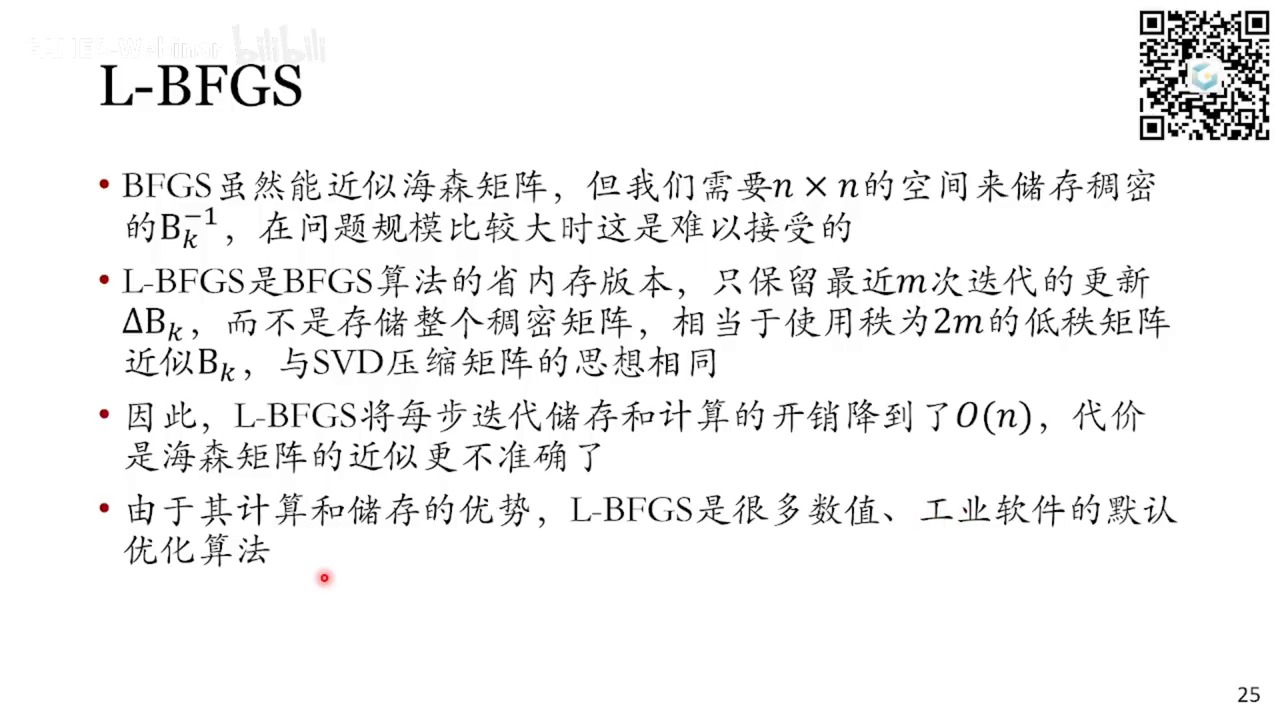 bilibili
L-BFGS
• BFGS虽然能近似海森矩阵，但我们需要n × n的空间来储存稠密
的B_k^{-1}，在问题规模比较大时这是难以接受的
• L-BFGS是BFGS算法的省内存版本，只保留最近m次迭代的更新
ΔB_k，而不是存储整个稠密矩阵，相当于使用秩为2m的低秩矩阵
近似B_k，与SVD压缩矩阵的思想相同
• 因此，L-BFGS将每步迭代储存和计算的开销降到了O(n)，代价
是海森矩阵的近似更不准确了
• 由于其计算和储存的优势，L-BFGS是很多数值、工业软件的默认
优化算法
25